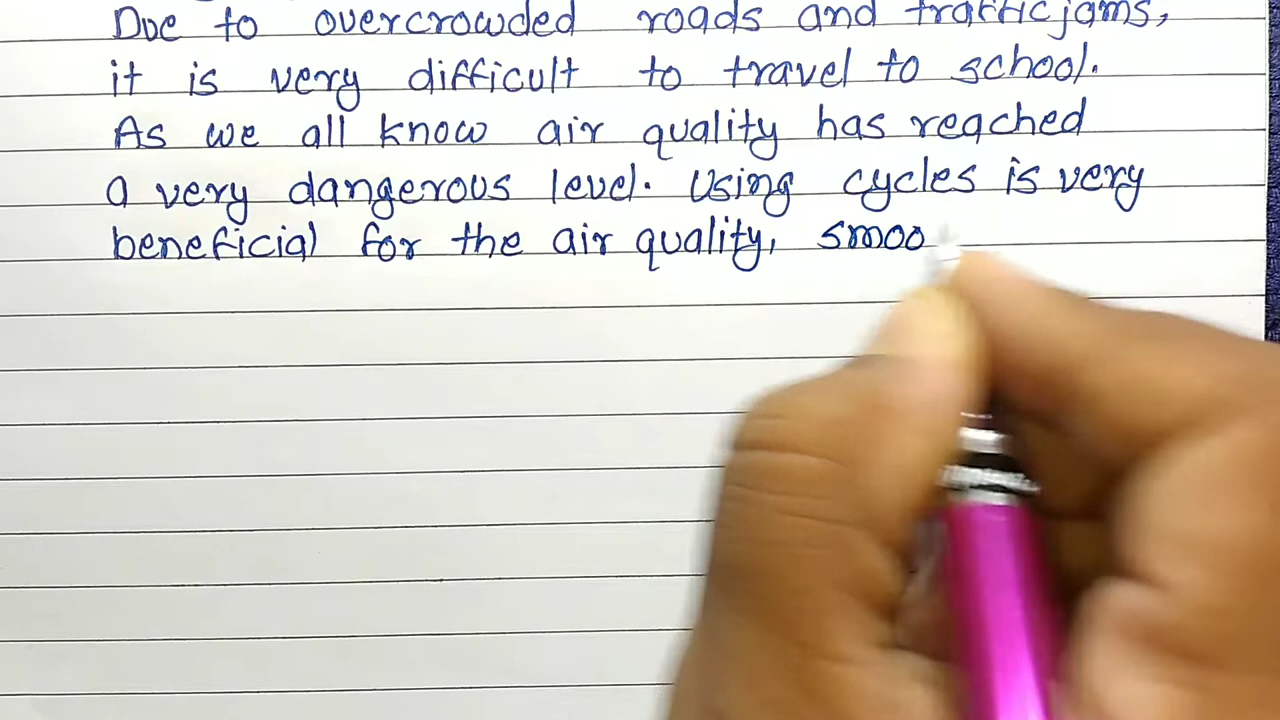 Due to overcrowded roads and traffic jams,
it is very difficult to travel to school.
As we all know air quality has reached
a very dangerous level. Using cycles is very
beneficial for the air quality, smoo